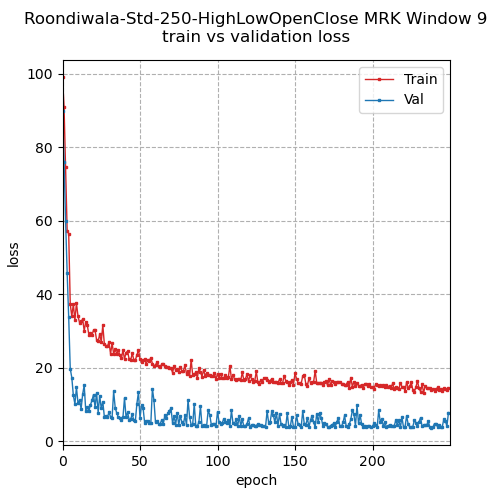 Roondiwala-Std-250-HighLowOpenClose MRK Window 9
train vs validation loss
Train
Val
100
80
60
40
20
0
loss
0 50 100 150 200
epoch